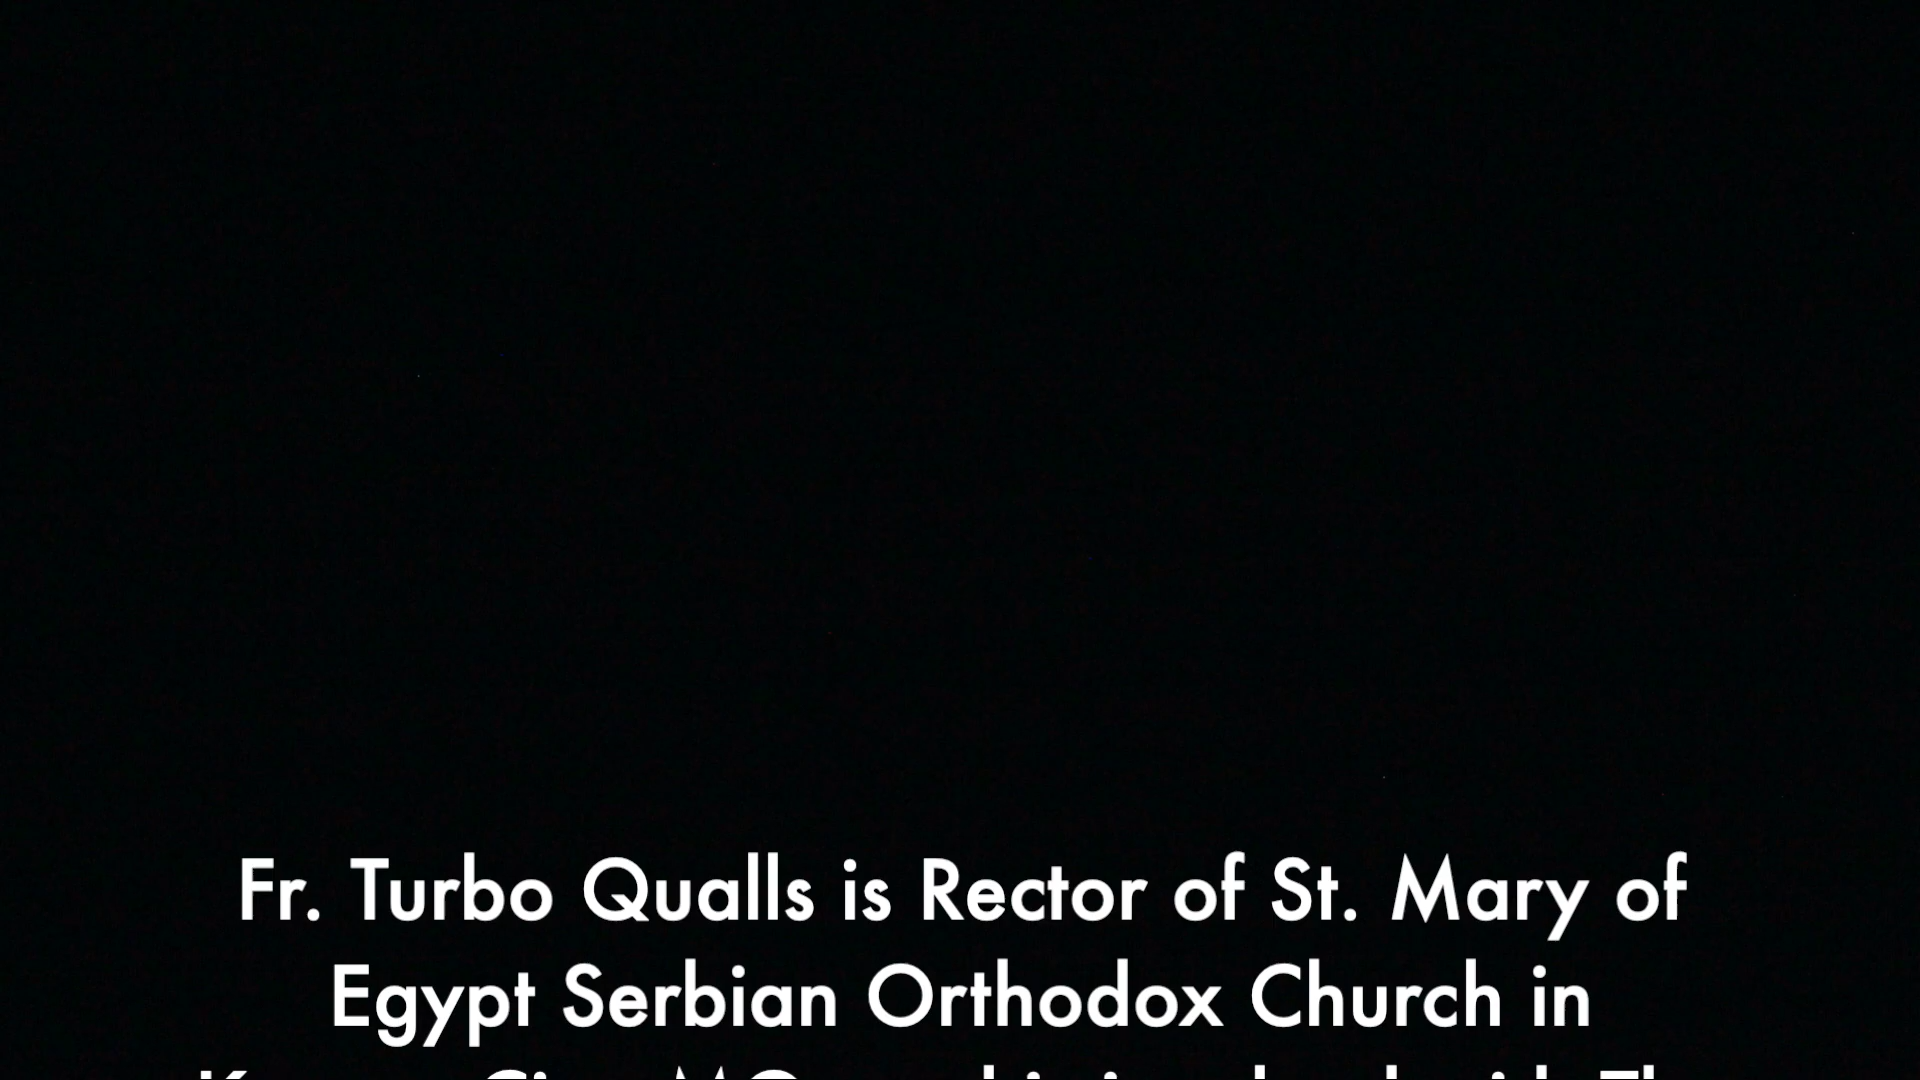 Fr. Turbo Qualls is Rector of St. Mary of
Egypt Serbian Orthodox Church in